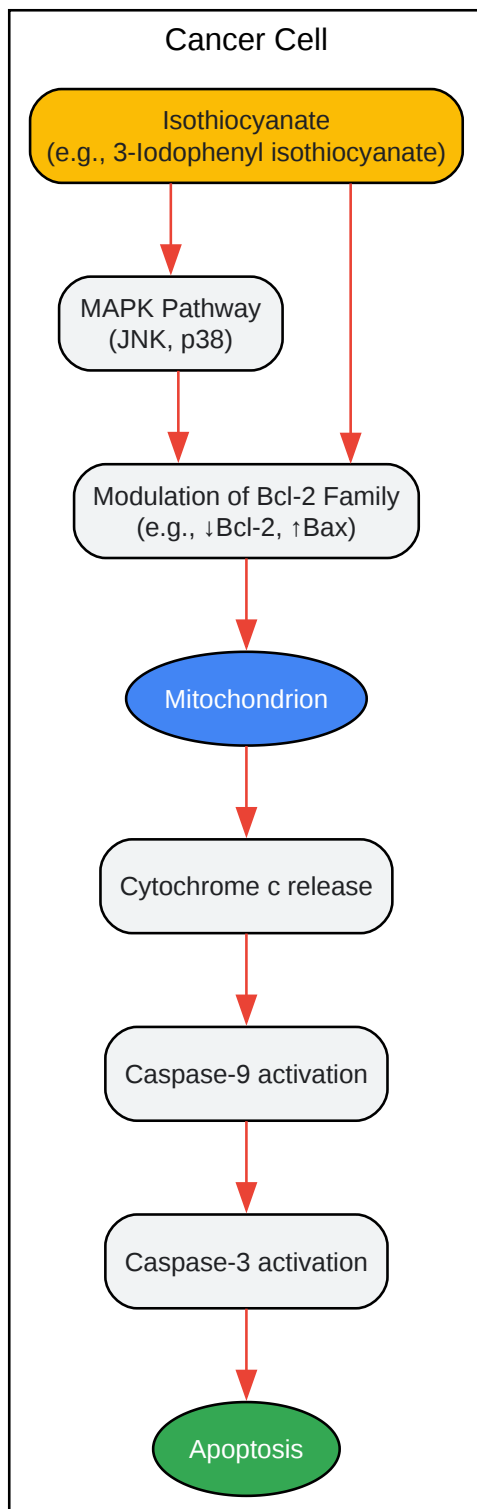 Cancer Cell
Isothiocyanate
(e.g., 3-Iodophenyl isothiocyanate)
MAPK Pathway
(JNK, p38)
Modulation of Bcl-2 Family
(e.g., ↓Bcl-2, ↑Bax)
Mitochondrion
Cytochrome c release
Caspase-9 activation
Caspase-3 activation
Apoptosis